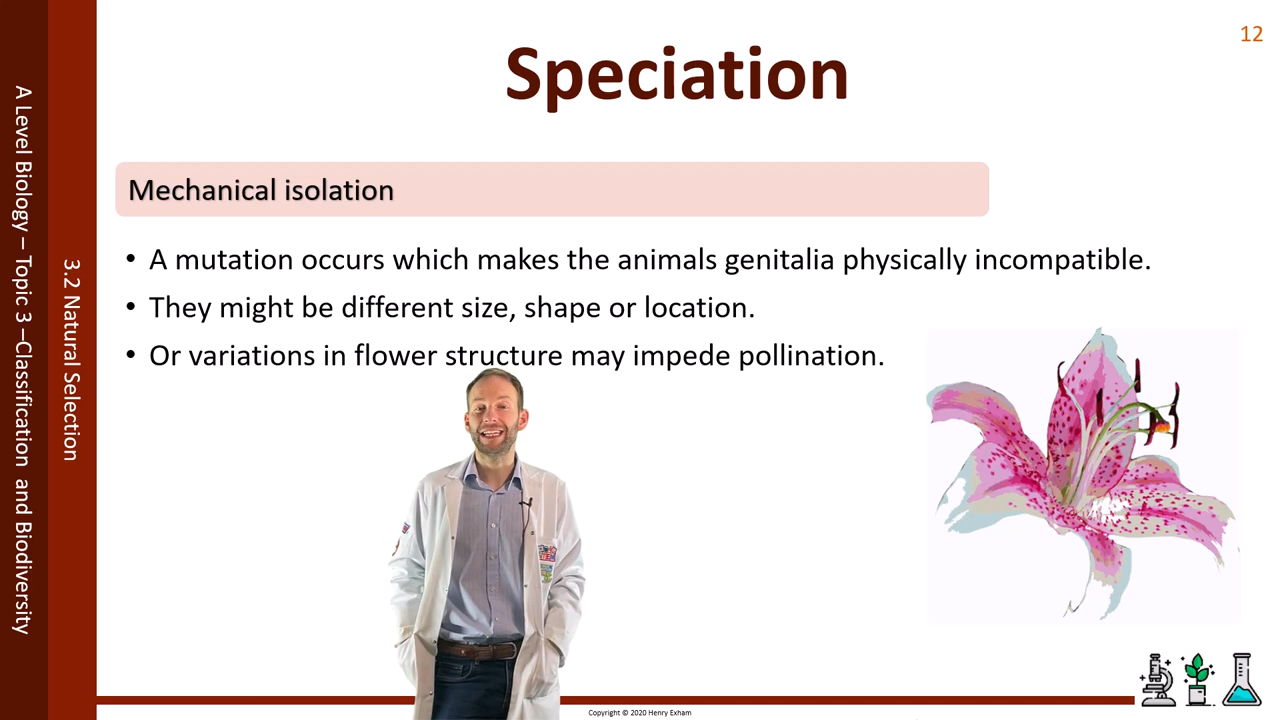 12
Speciation
Mechanical isolation
• A mutation occurs which makes the animals genitalia physically incompatible.
• They might be different size, shape or location.
• Or variations in flower structure may impede pollination.
A Level Biology – Topic 3 –Classification and Biodiversity
3.2 Natural Selection
Copyright © 2020 Henry Exham